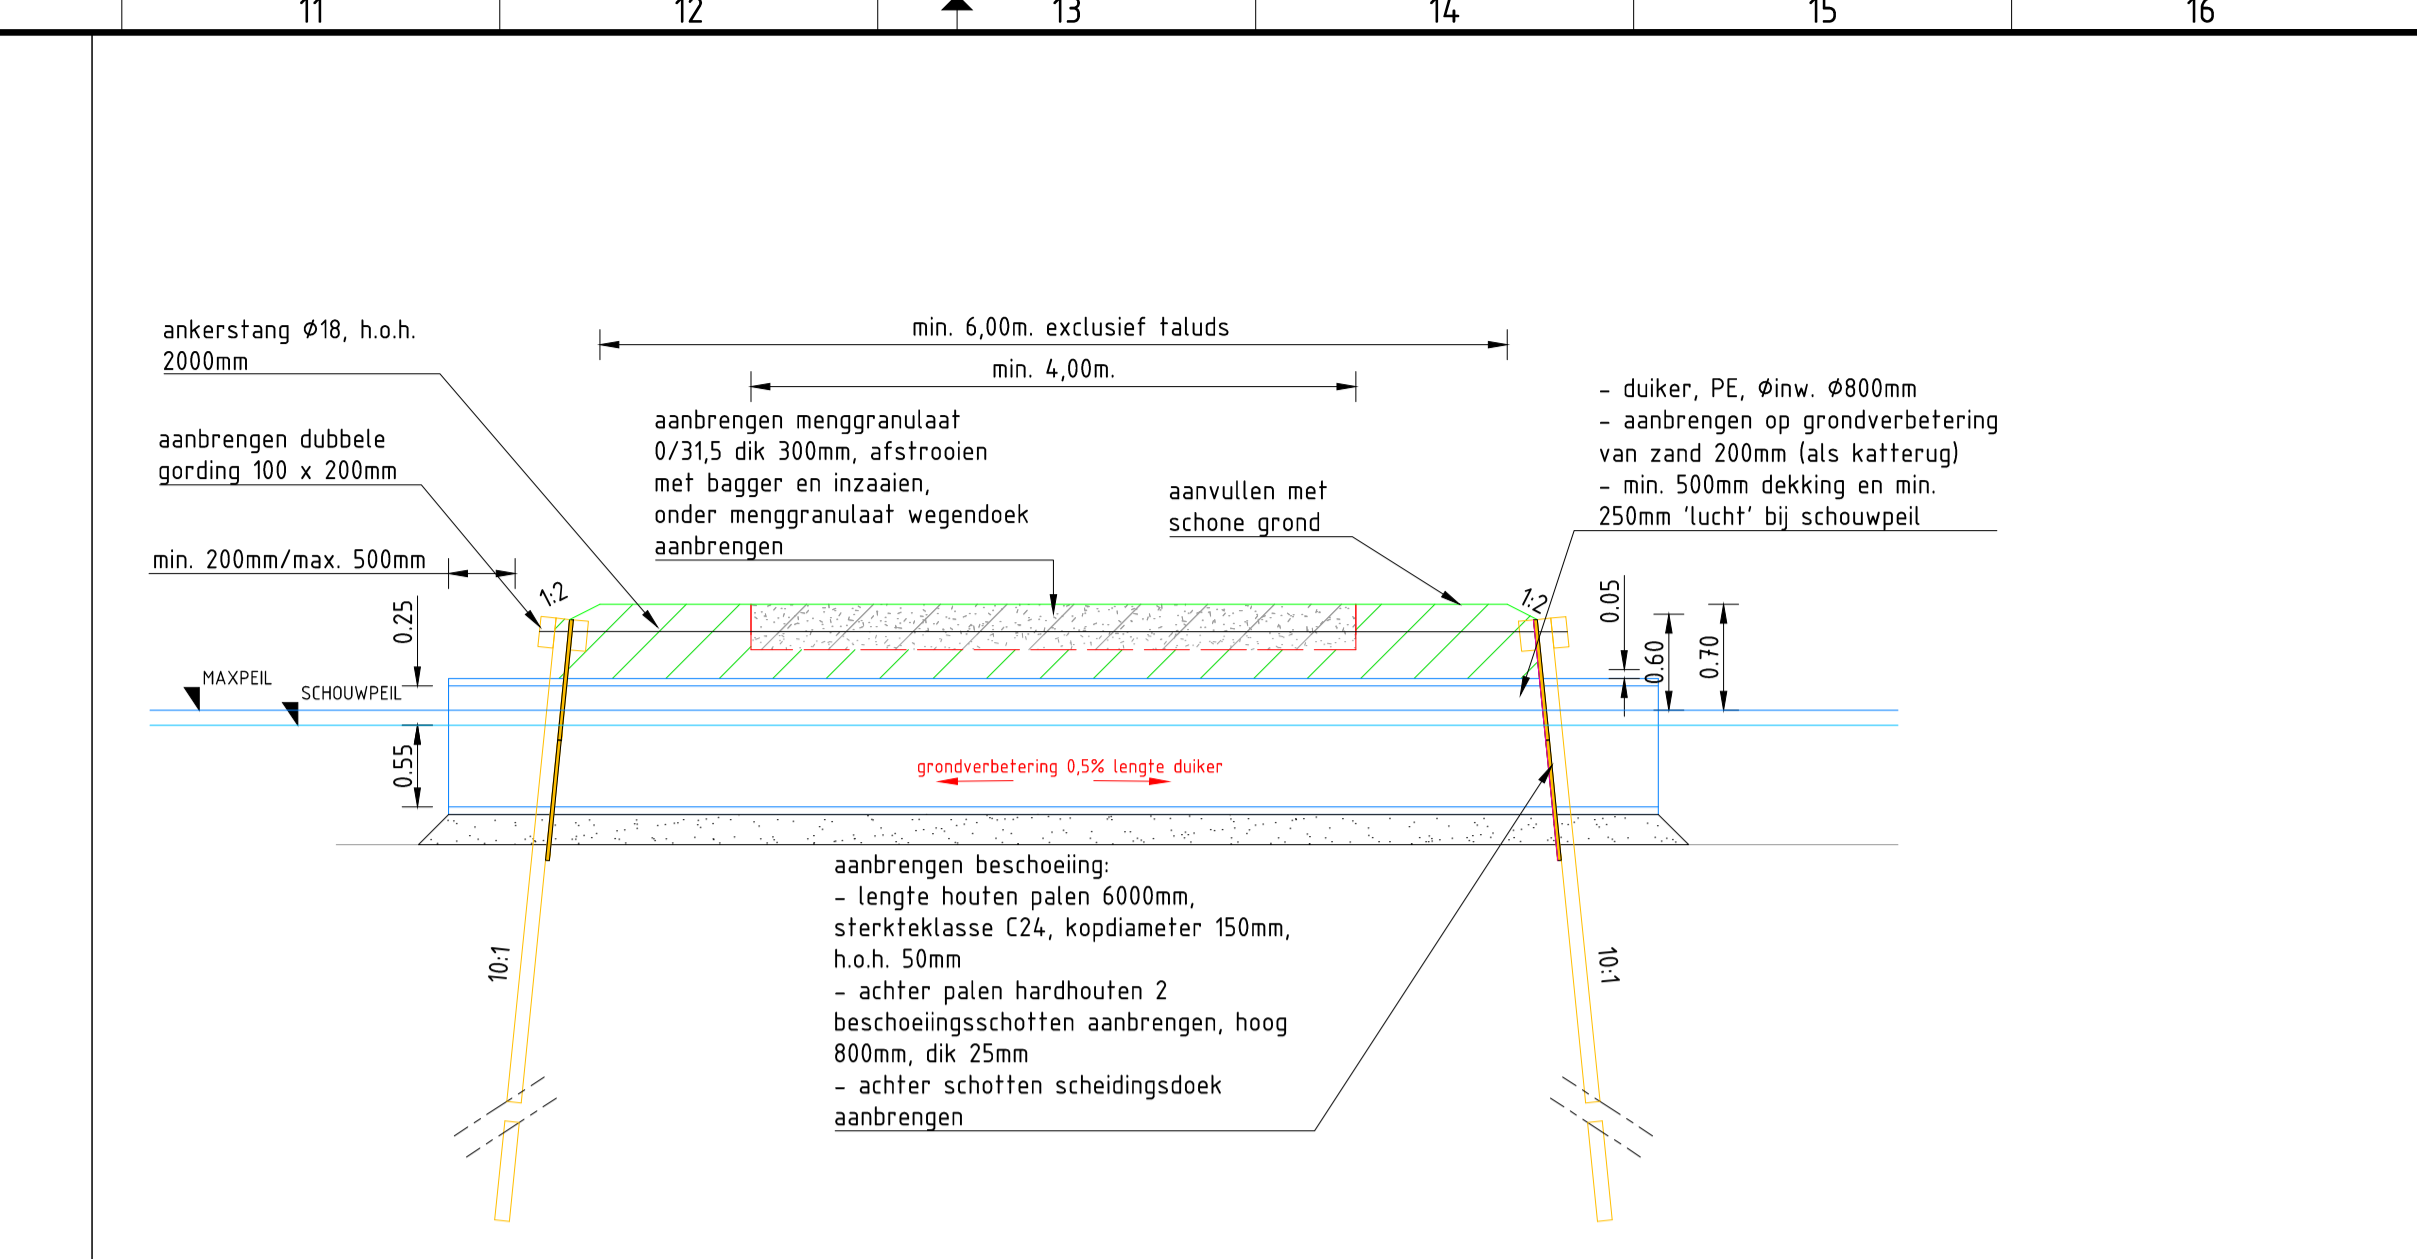 11 12 13 14 15 16
min. 6,00m. exclusief taluds
min. 4,00m.
ankerstang Ø18, h.o.h.
2000mm
aanbrengen dubbele
gording 100 x 200mm
min. 200mm/max. 500mm
aanbrengen menggranulaat
0/31,5 dik 300mm, afstrooien
met bagger en inzaaien,
onder menggranulaat wegendoek
aanbrengen
aanvullen met
schone grond
- duiker, PE, Øinw. Ø800mm
- aanbrengen op grondverbetering
van zand 200mm (als katterug)
- min. 500mm dekking en min.
250mm 'lucht' bij schouwpeil
1:2
1:2
0.25
0.05
0.60
0.70
MAXPEIL
SCHOUWPEIL
0.55
grondverbetering 0,5% lengte duiker
aanbrengen beschoeiing:
- lengte houten palen 6000mm,
sterkteklasse C24, kopdiameter 150mm,
h.o.h. 50mm
- achter palen hardhouten 2
beschoeiingsschotten aanbrengen, hoog
800mm, dik 25mm
- achter schotten scheidingsdoek
aanbrengen
10:1
10:1